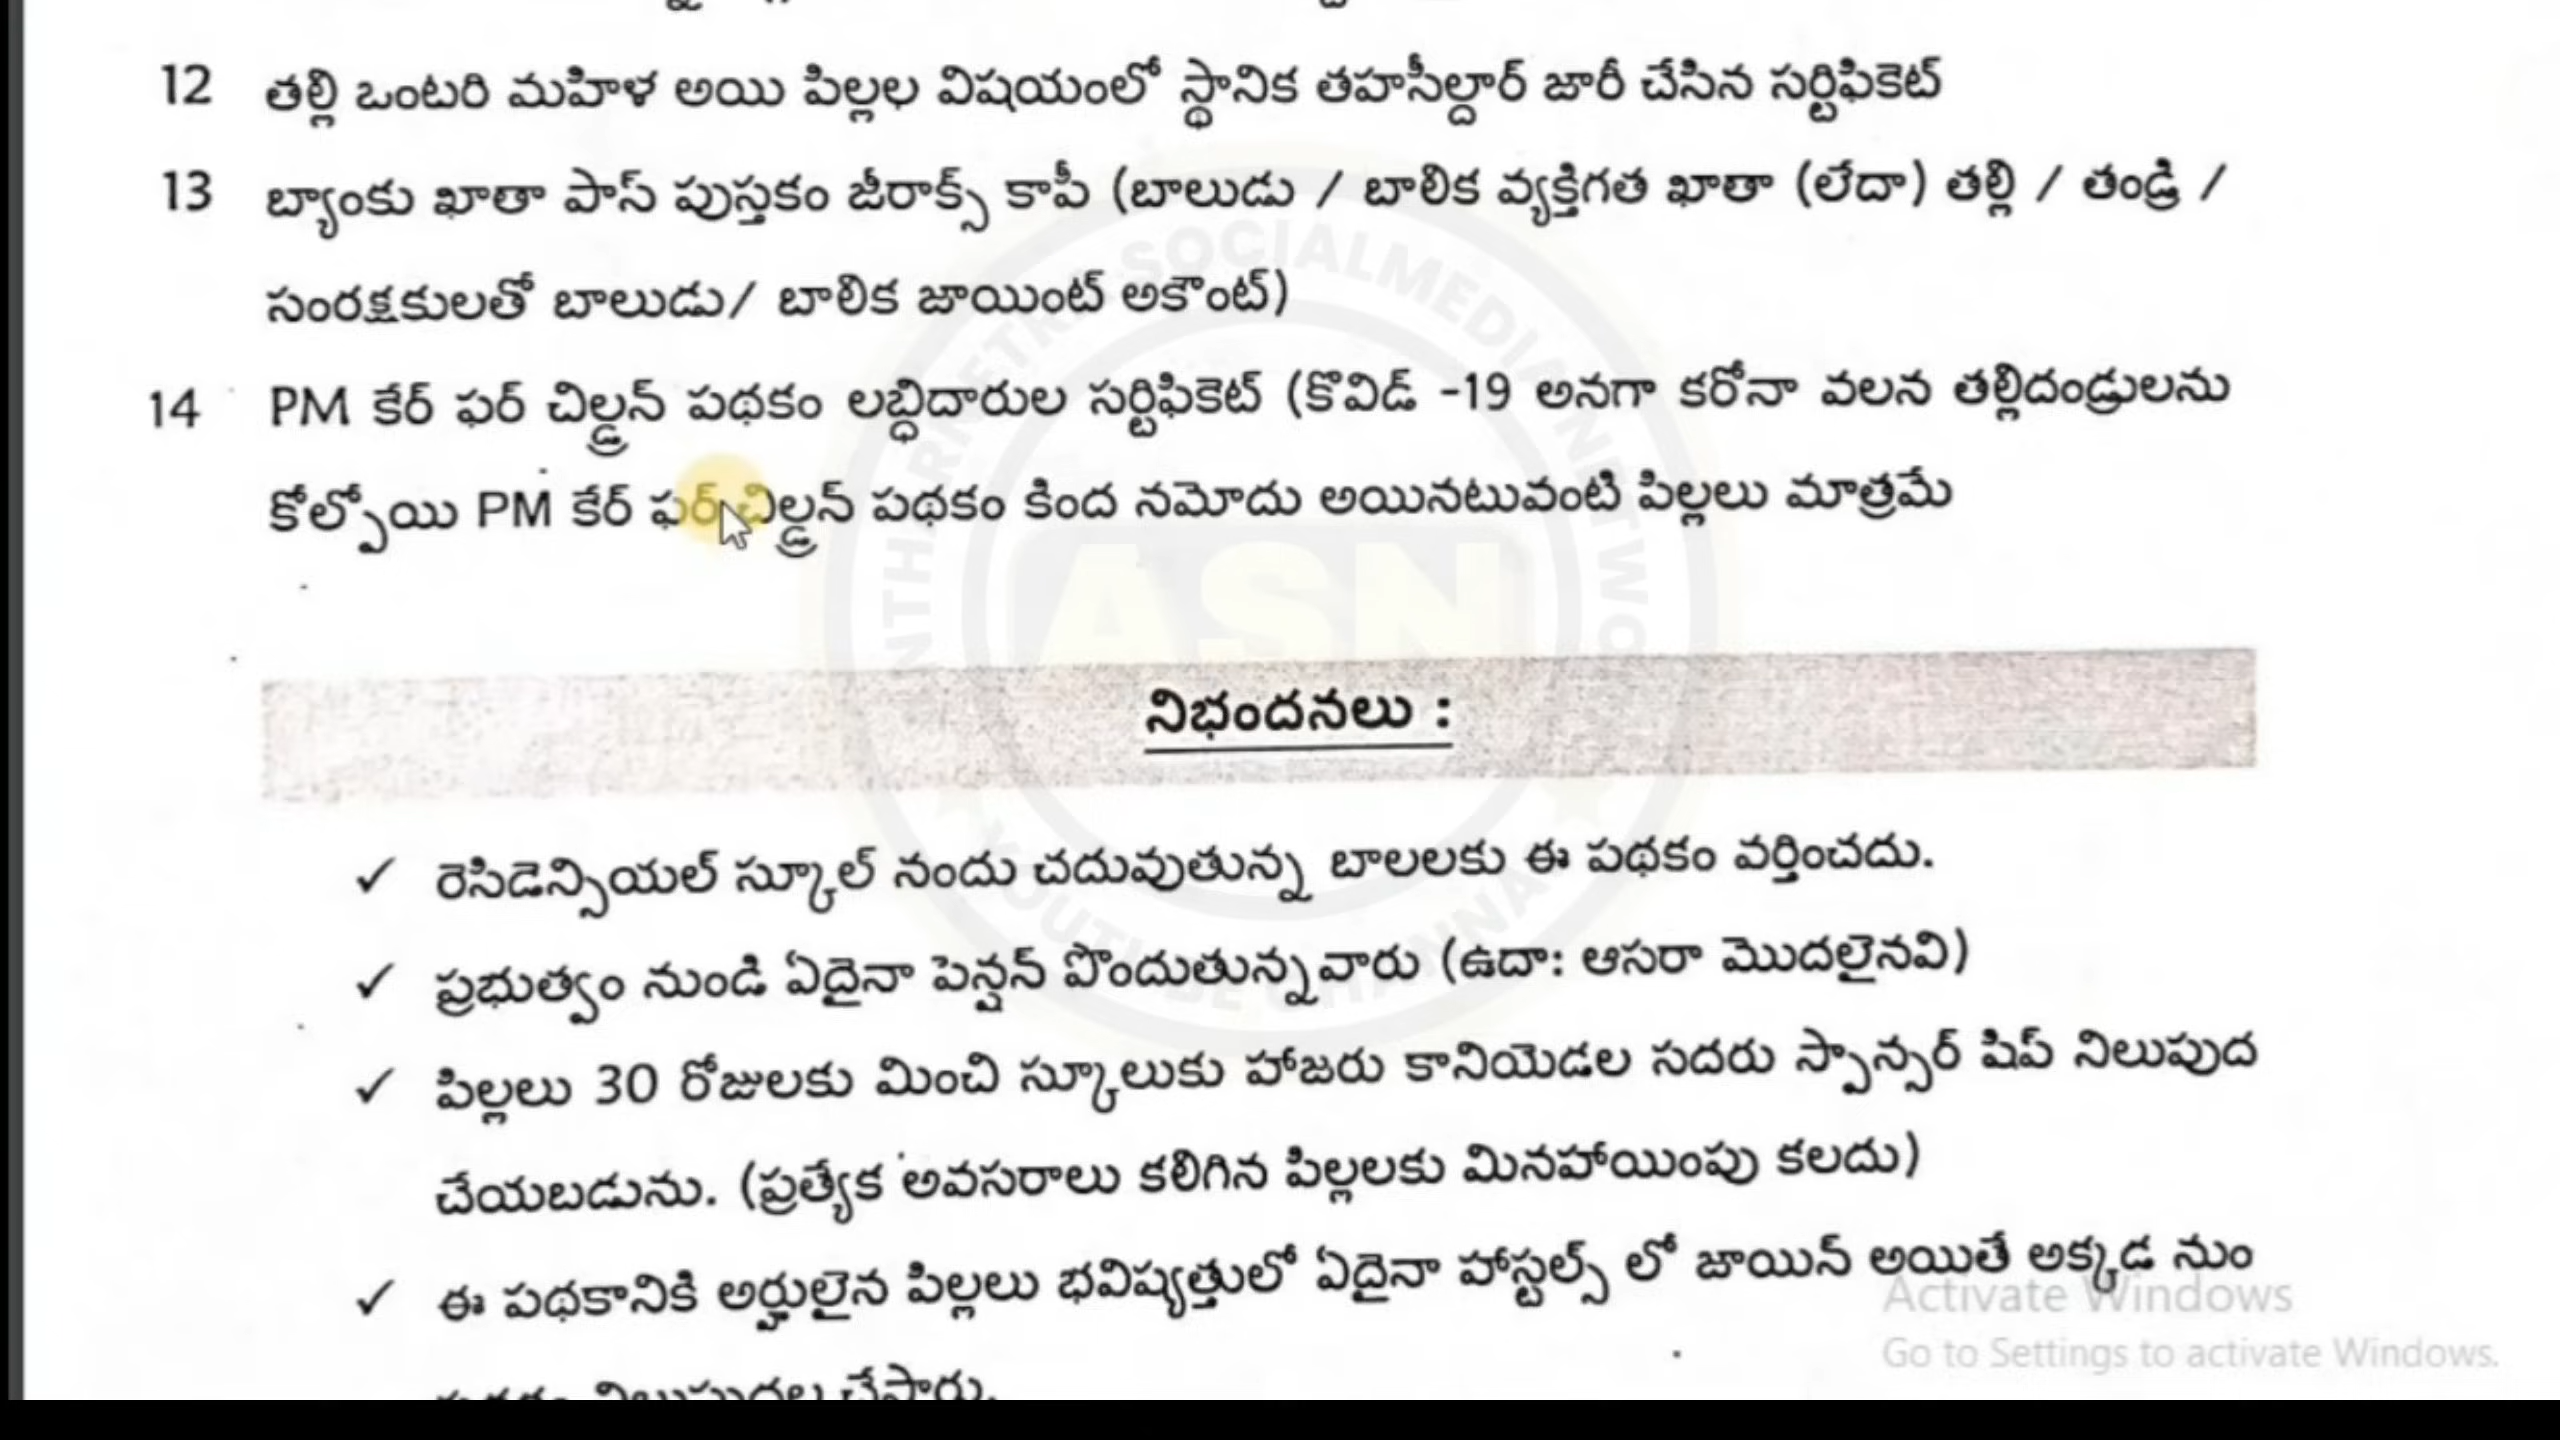 12 తల్లి ఒంటరి మహిళ అయి పిల్లల విషయంలో స్థానిక తహసీల్దార్ జారీ చేసిన సర్టిఫికెట్
13 బ్యాంకు ఖాతా పాస్ పుస్తకం జీరాక్స్ కాపీ (బాలుడు / బాలిక వ్యక్తిగత ఖాతా (లేదా) తల్లి / తండ్రి /
సంరక్షకులతో బాలుడు/ బాలిక జాయింట్ అకౌంట్)
14 PM కేర్ ఫర్ చిల్డ్రన్ పథకం లబ్ధిదారుల సర్టిఫికెట్ (కొవిడ్ -19 అనగా కరోనా వలన తల్లిదండ్రులను
కోల్పోయి PM కేర్ ఫర్ చిల్డ్రన్ పథకం కింద నమోదు అయినటువంటి పిల్లలు మాత్రమే
SOCIALMEDIA NETWO
ASN
నిభందనలు :
✓ రెసిడెన్సియల్ స్కూల్ నందు చదువుతున్న బాలలకు ఈ పథకం వర్తించదు.
✓ ప్రభుత్వం నుండి ఏదైనా పెన్షన్ పొందుతున్నవారు (ఉదా: ఆసరా మొదలైనవి)
✓ పిల్లలు 30 రోజులకు మించి స్కూలుకు హాజరు కానియెడల సదరు స్పాన్సర్ షిప్ నిలుపుద
చేయబడును. (ప్రత్యేక అవసరాలు కలిగిన పిల్లలకు మినహాయింపు కలదు)
✓ ఈ పథకానికి అర్హులైన పిల్లలు భవిష్యత్తులో ఏదైనా హాస్టల్స్ లో జాయిన్ అయితే అక్కడ నుం
Activate Windows
Go to Settings to activate Windows.